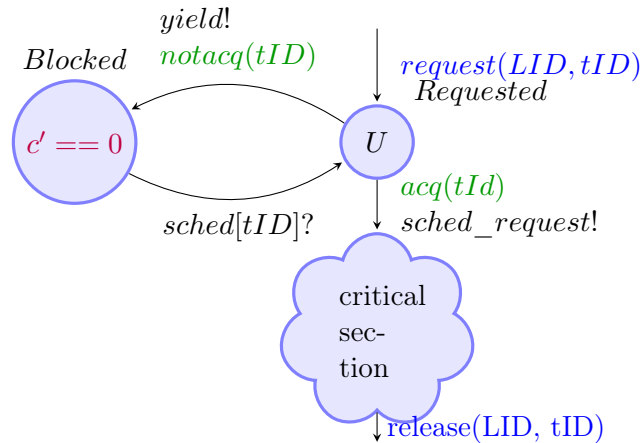 yield!
notacq(tID)
Blocked
request(LID, tID)
Requested
c′ == 0
U
acq(tId)
sched[tID]?
sched_request!
critical
sec-
tion
release(LID, tID)